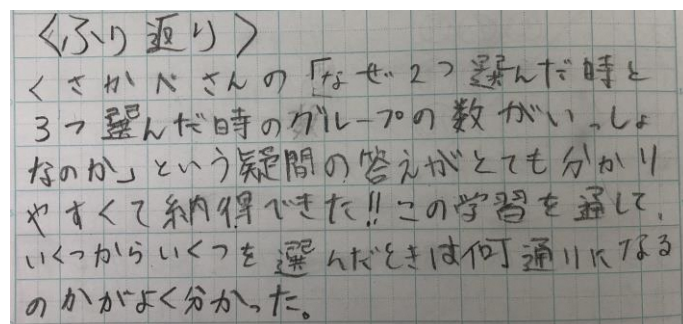 〈ふり返り〉
くさかべさんの「なぜ2つ選んだ時と
3つ選んだ時のグループの数がいっしょ
なのか」という疑問の答えがとても分かり
やすくて納得できた!!この学習を通して、
いくつからいくつを選んだときは何通りになる
のかがよく分かった。